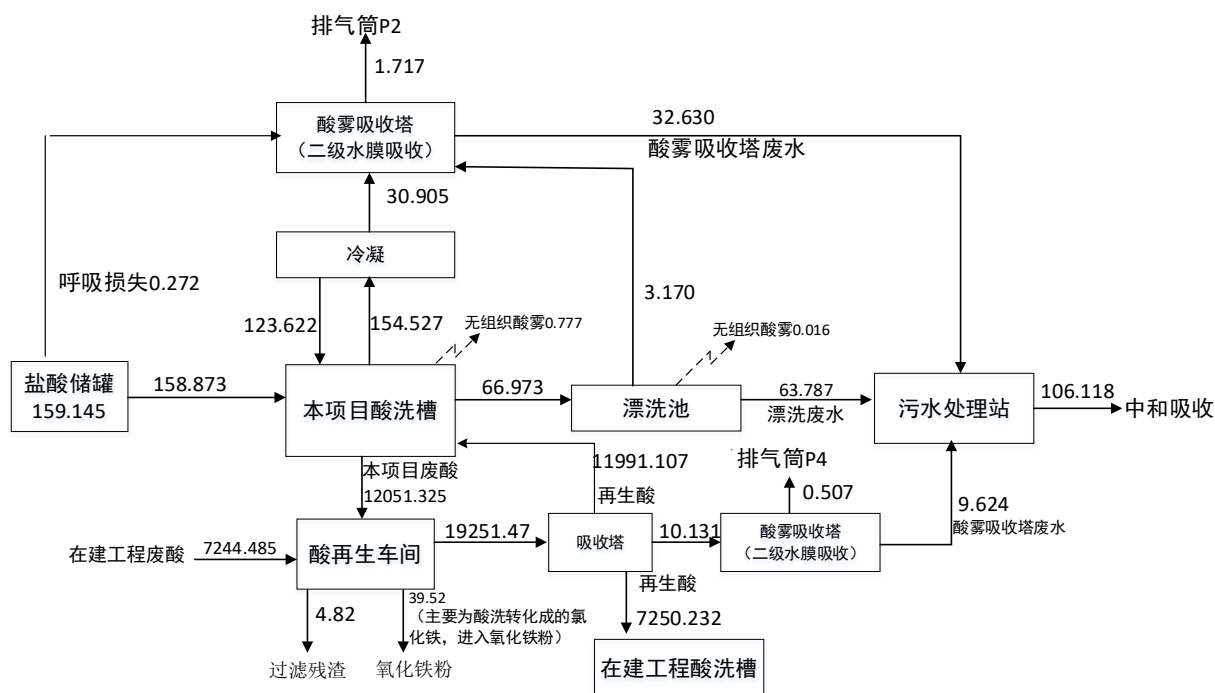 排气筒P2
1.717
酸雾吸收塔
（二级水膜吸收）
32.630
酸雾吸收塔废水
30.905
冷凝
呼吸损失0.272
123.622
154.527
3.170
无组织酸雾0.777
无组织酸雾0.016
盐酸储罐
159.145
158.873
本项目酸洗槽
66.973
漂洗池
63.787
漂洗废水
污水处理站
106.118
中和吸收
本项目废酸
12051.325
11991.107
再生酸
排气筒P4
0.507
9.624
酸雾吸收塔废水
在建工程废酸
7244.485
酸再生车间
19251.47
吸收塔
10.131
酸雾吸收塔
（二级水膜吸收）
再生酸
7250.232
4.82
39.52
（主要为酸洗转化成的氯
化铁，进入氧化铁粉）
过滤残渣
氧化铁粉
在建工程酸洗槽